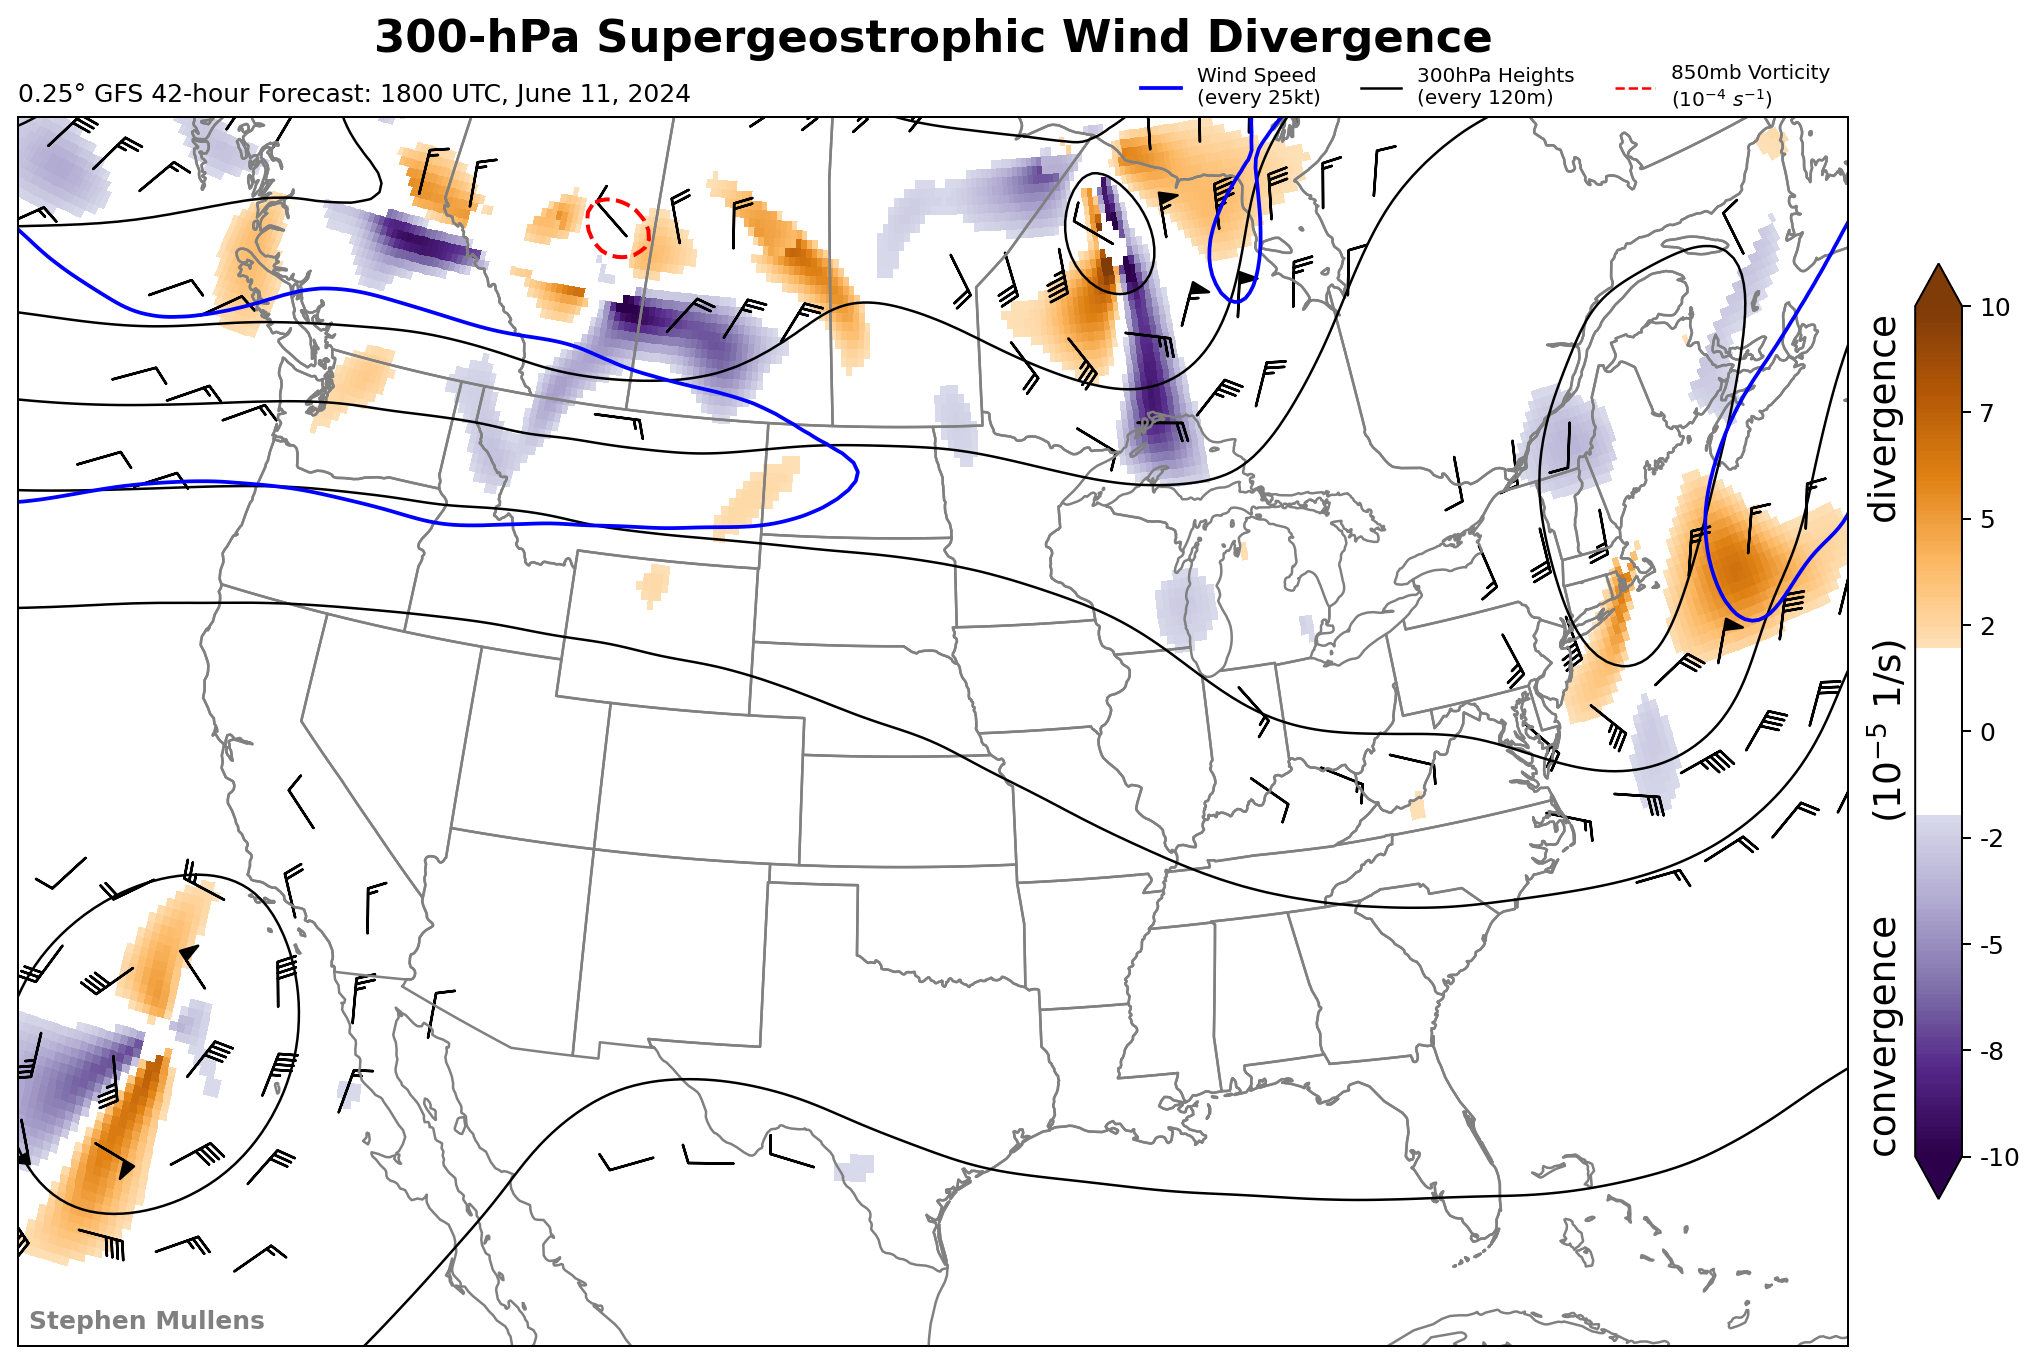 300-hPa Supergeostrophic Wind Divergence
0.25° GFS 42-hour Forecast: 1800 UTC, June 11, 2024
Wind Speed
(every 25kt)
300hPa Heights
(every 120m)
850mb Vorticity
(10⁻⁴ s⁻¹)
10
7
5
2
0
-2
-5
-8
-10
convergence (10⁻⁵ 1/s) divergence
Stephen Mullens